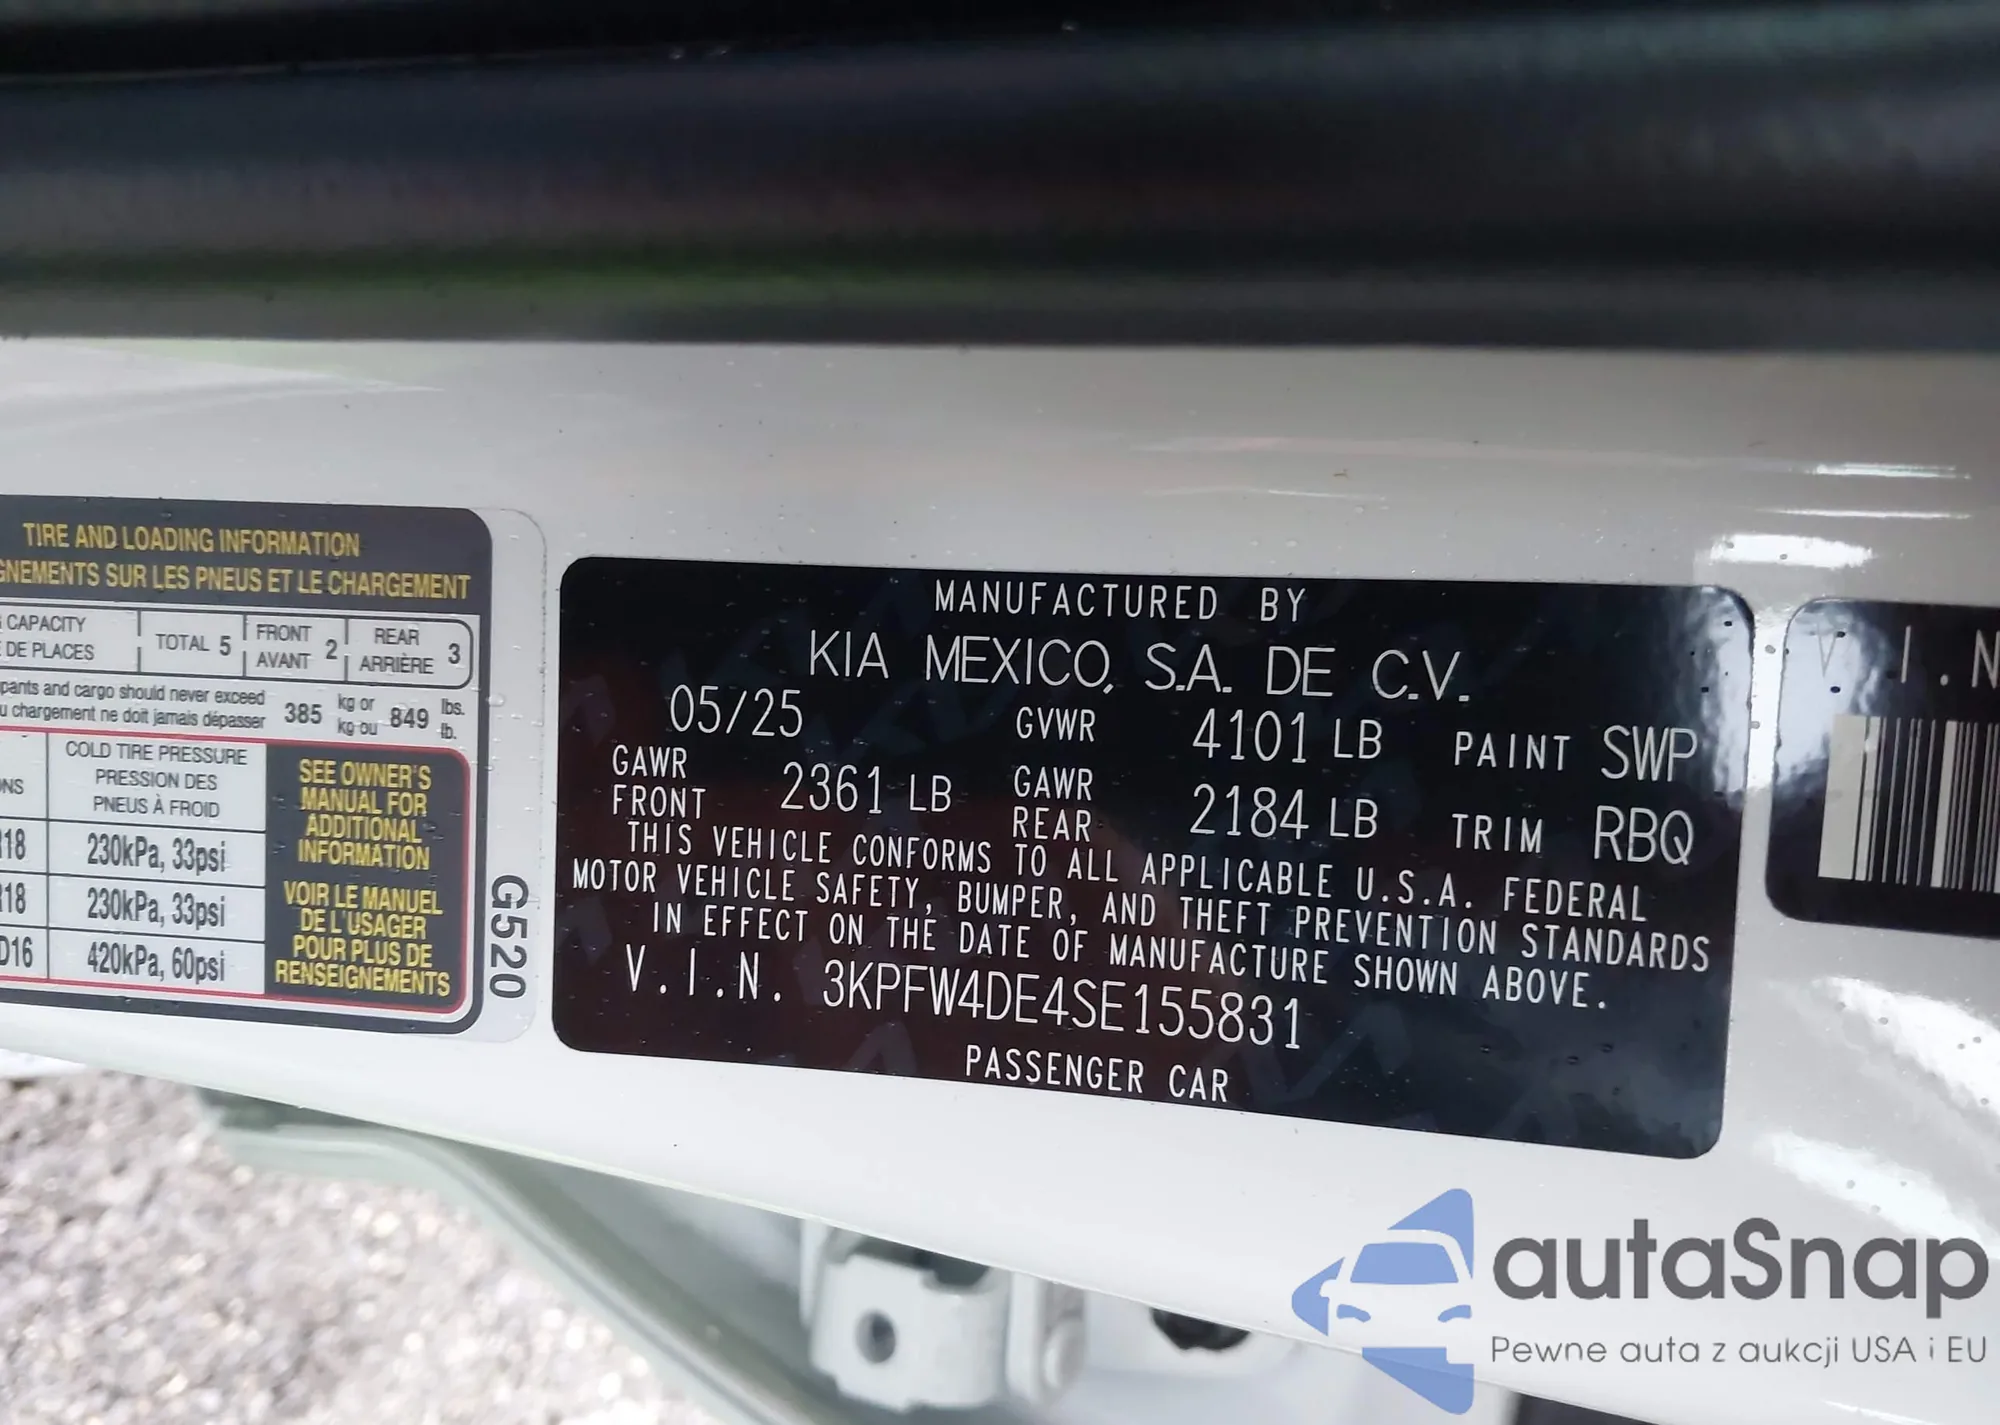 TIRE AND LOADING INFORMATION
GNEMENTS SUR LES PNEUS ET LE CHARGEMENT
CAPACITY
DE PLACES
TOTAL 5
FRONT
AVANT 2
REAR
ARRIÈRE 3
pants and cargo should never exceed
u chargement ne doit jamais dépasser
385 kg or
kg ou 849 lbs.
lb.
NS
COLD TIRE PRESSURE
PRESSION DES
PNEUS À FROID
R18 230kPa, 33psi
R18 230kPa, 33psi
D16 420kPa, 60psi
SEE OWNER'S
MANUAL FOR
ADDITIONAL
INFORMATION
VOIR LE MANUEL
DE L'USAGER
POUR PLUS DE
RENSEIGNEMENTS
G520
MANUFACTURED BY
KIA MEXICO, S.A. DE C.V.
05/25 GVWR 4101 LB PAINT SWP
GAWR
FRONT 2361 LB GAWR
REAR 2184 LB TRIM RBQ
THIS VEHICLE CONFORMS TO ALL APPLICABLE U.S.A. FEDERAL
MOTOR VEHICLE SAFETY, BUMPER, AND THEFT PREVENTION STANDARDS
IN EFFECT ON THE DATE OF MANUFACTURE SHOWN ABOVE.
V.I.N. 3KPFW4DE4SE155831
PASSENGER CAR
V.I.N
autaSnap
Pewne auta z aukcji USA i EU